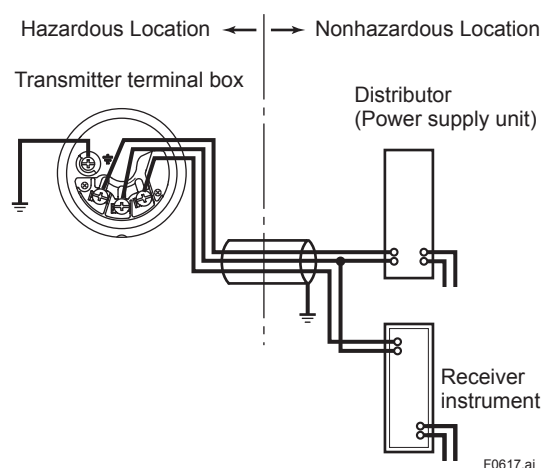 Hazardous Location
Nonhazardous Location
Transmitter terminal box
Distributor
(Power supply unit)
Receiver
instrument
F0617.ai